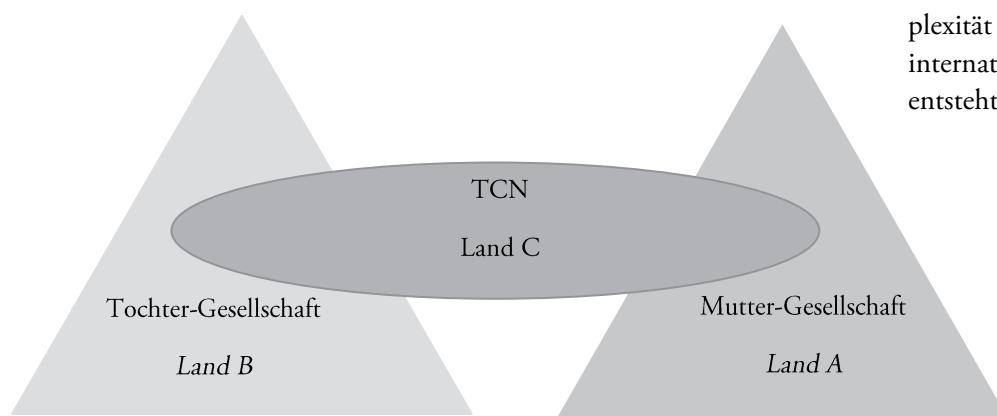 plexität
internat
entsteht
TCN
Land C
Tochter-Gesellschaft
Land B
Mutter-Gesellschaft
Land A